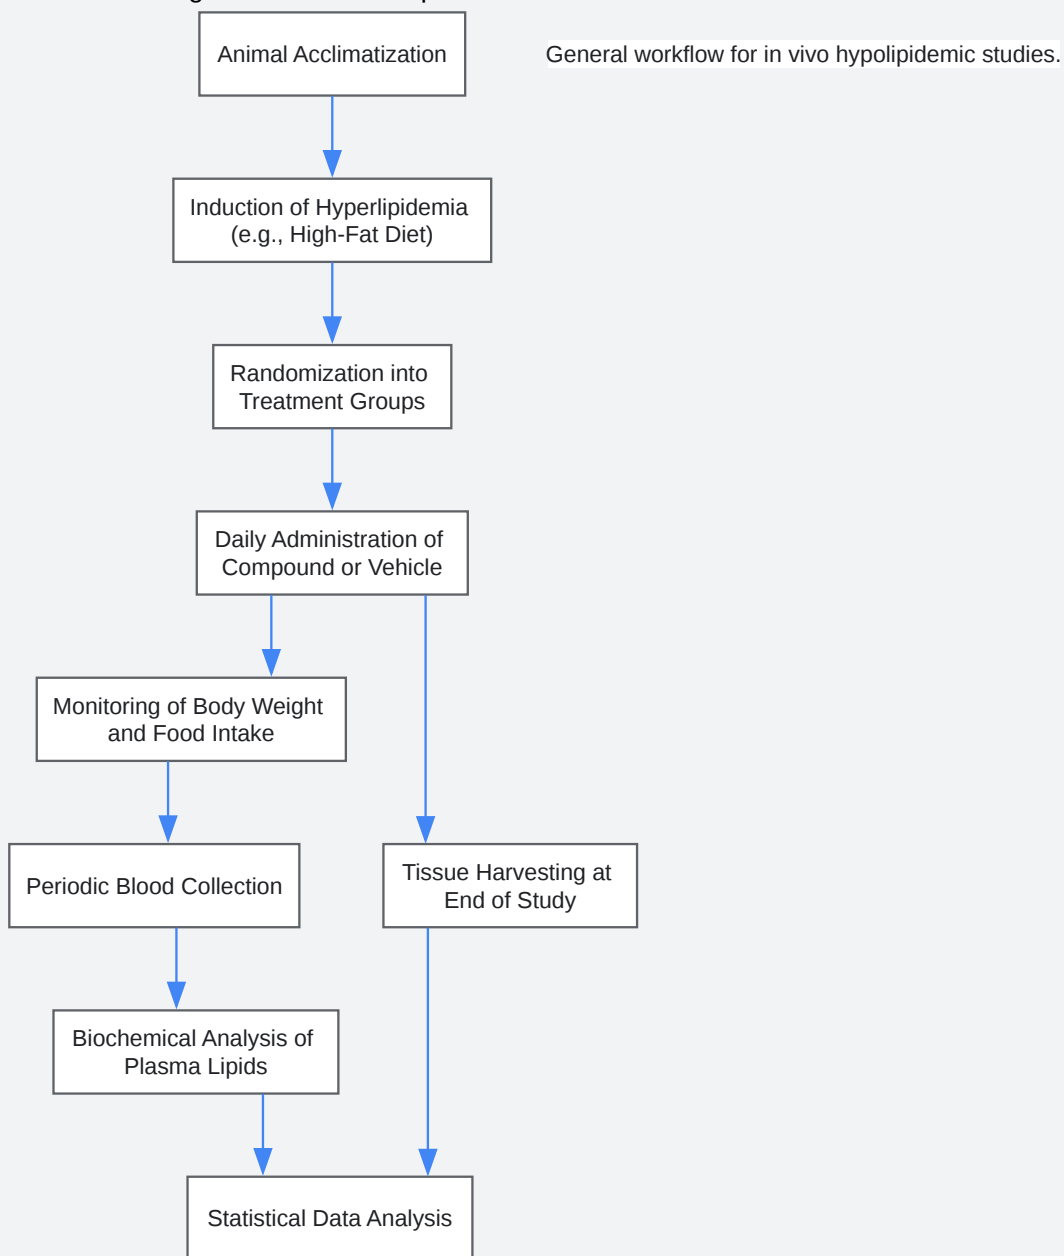 Animal Acclimatization
General workflow for in vivo hypolipidemic studies.
Induction of Hyperlipidemia
(e.g., High-Fat Diet)
Randomization into
Treatment Groups
Daily Administration of
Compound or Vehicle
Monitoring of Body Weight
and Food Intake
Periodic Blood Collection
Tissue Harvesting at
End of Study
Biochemical Analysis of
Plasma Lipids
Statistical Data Analysis